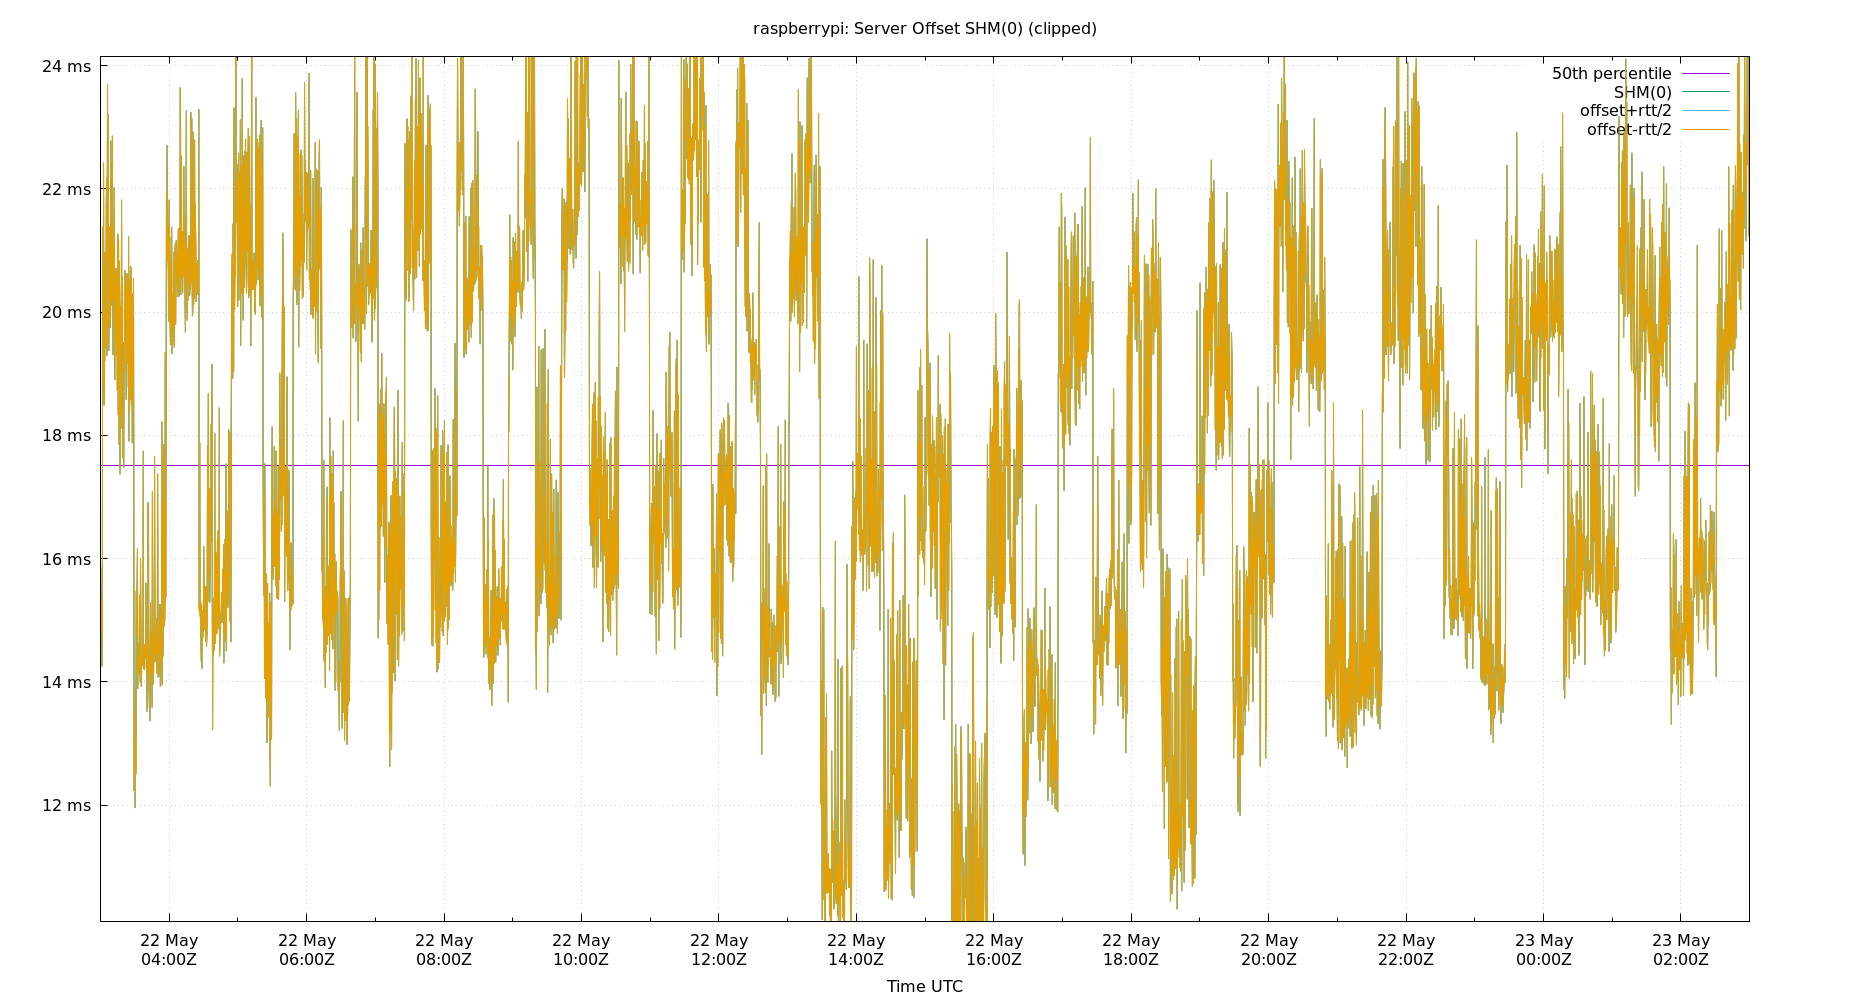 raspberrypi: Server Offset SHM(0) (clipped)
24 ms
22 ms
20 ms
18 ms
16 ms
14 ms
12 ms
50th percentile
SHM(0)
offset+rtt/2
offset-rtt/2
22 May 22 May 22 May 22 May 22 May 22 May 22 May 22 May 22 May 22 May 23 May 23 May
04:00Z 06:00Z 08:00Z 10:00Z 12:00Z 14:00Z 16:00Z 18:00Z 20:00Z 22:00Z 00:00Z 02:00Z
Time UTC